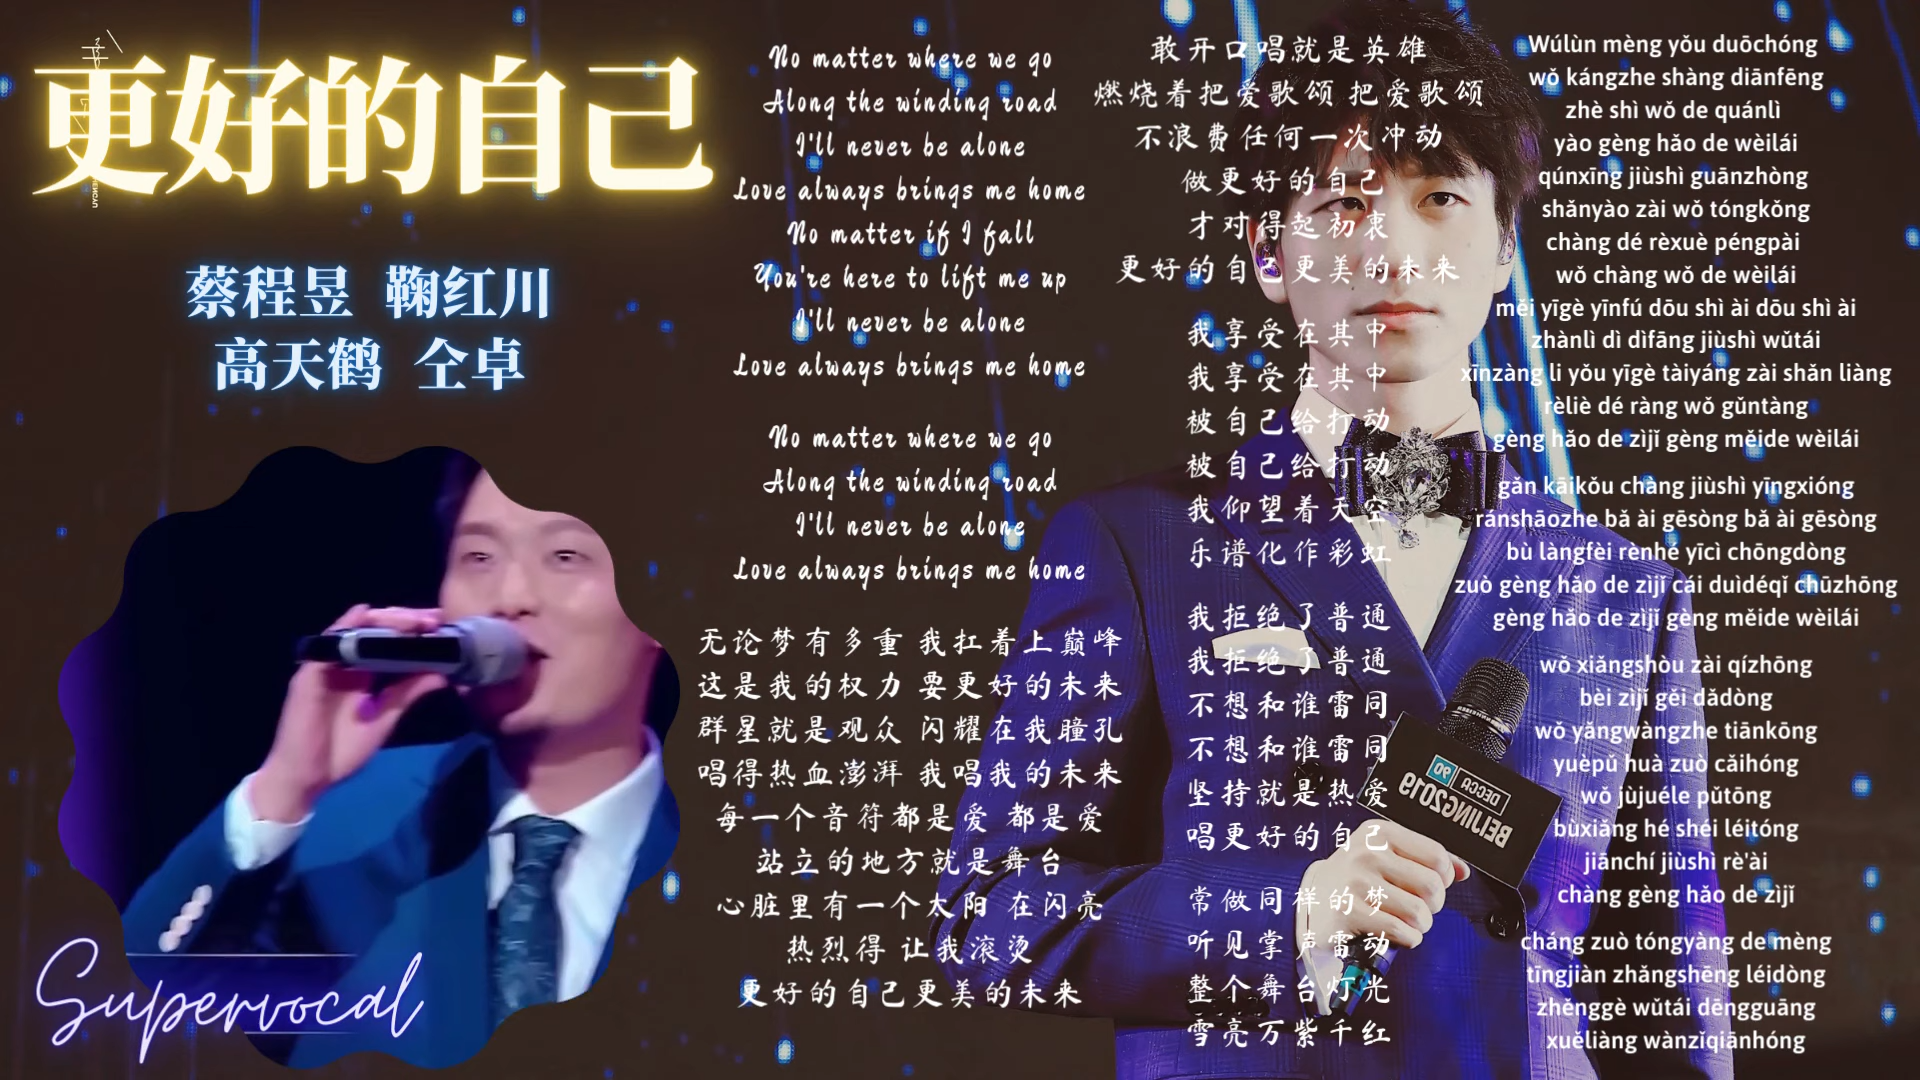 更好的自己
蔡程昱 鞠红川
高天鹤 仝卓
Supervocal
No matter where we go
Along the winding road
I'll never be alone
Love always brings me home
No matter if I fall
You're here to lift me up
I'll never be alone
Love always brings me home
No matter where we go
Along the winding road
I'll never be alone
Love always brings me home
无论梦有多重 我扛着上巅峰
这是我的权力 要更好的未来
群星就是观众 闪耀在我瞳孔
唱得热血澎湃 我唱我的未来
每一个音符都是爱 都是爱
站立的地方就是舞台
心脏里有一个太阳 在闪亮
热烈得 让我滚烫
更好的自己更美的未来
敢开口唱就是英雄
燃烧着把爱歌颂 把爱歌颂
不浪费任何一次冲动
做更好的自己
才对得起初衷
更好的自己更美的未来
我享受在其中
我享受在其中
被自己给打动
被自己给打动
我仰望着天空
乐谱化作彩虹
我拒绝了普通
我拒绝了普通
不想和谁雷同
不想和谁雷同
坚持就是热爱
唱更好的自己
常做同样的梦
听见掌声雷动
整个舞台灯光
雪亮万紫千红
Wúlùn mèng yǒu duōchóng
wǒ kángzhe shàng diānfēng
zhè shì wǒ de quánlì
yào gèng hǎo de wèilái
qúnxīng jiùshì guānzhòng
shǎnyào zài wǒ tóngkǒng
chàng dé rèxuè péngpài
wǒ chàng wǒ de wèilái
měi yīgè yīnfú dōu shì ài dōu shì ài
zhànlì dì dìfāng jiùshì wǔtái
xīnzàng li yǒu yīgè tàiyáng zài shǎn liàng
rèliè dé ràng wǒ gǔntàng
gèng hǎo de zìjǐ gèng měide wèilái
gǎn kāikǒu chàng jiùshì yīngxióng
ránshāozhe bǎ ài gēsòng bǎ ài gēsòng
bù làngfèi rènhé yīcì chōngdòng
zuò gèng hǎo de zìjǐ cái duìdéqǐ chūzhōng
gèng hǎo de zìjǐ gèng měide wèilái
wǒ xiǎngshòu zài qízhōng
bèi zìjǐ gěi dǎdòng
wǒ yǎngwàngzhe tiānkōng
yuèpǔ huà zuò cǎihóng
wǒ jùjuéle pǔtōng
bùxiǎng hé shéi léitóng
jiānchí jiùshì rè'ài
chàng gèng hǎo de zìjǐ
cháng zuò tóngyàng de mèng
tīngjiàn zhǎngshēng léidòng
zhěnggè wǔtái dēngguāng
xuěliàng wànzǐqiānhóng
DECCA 90
BEIJING2019